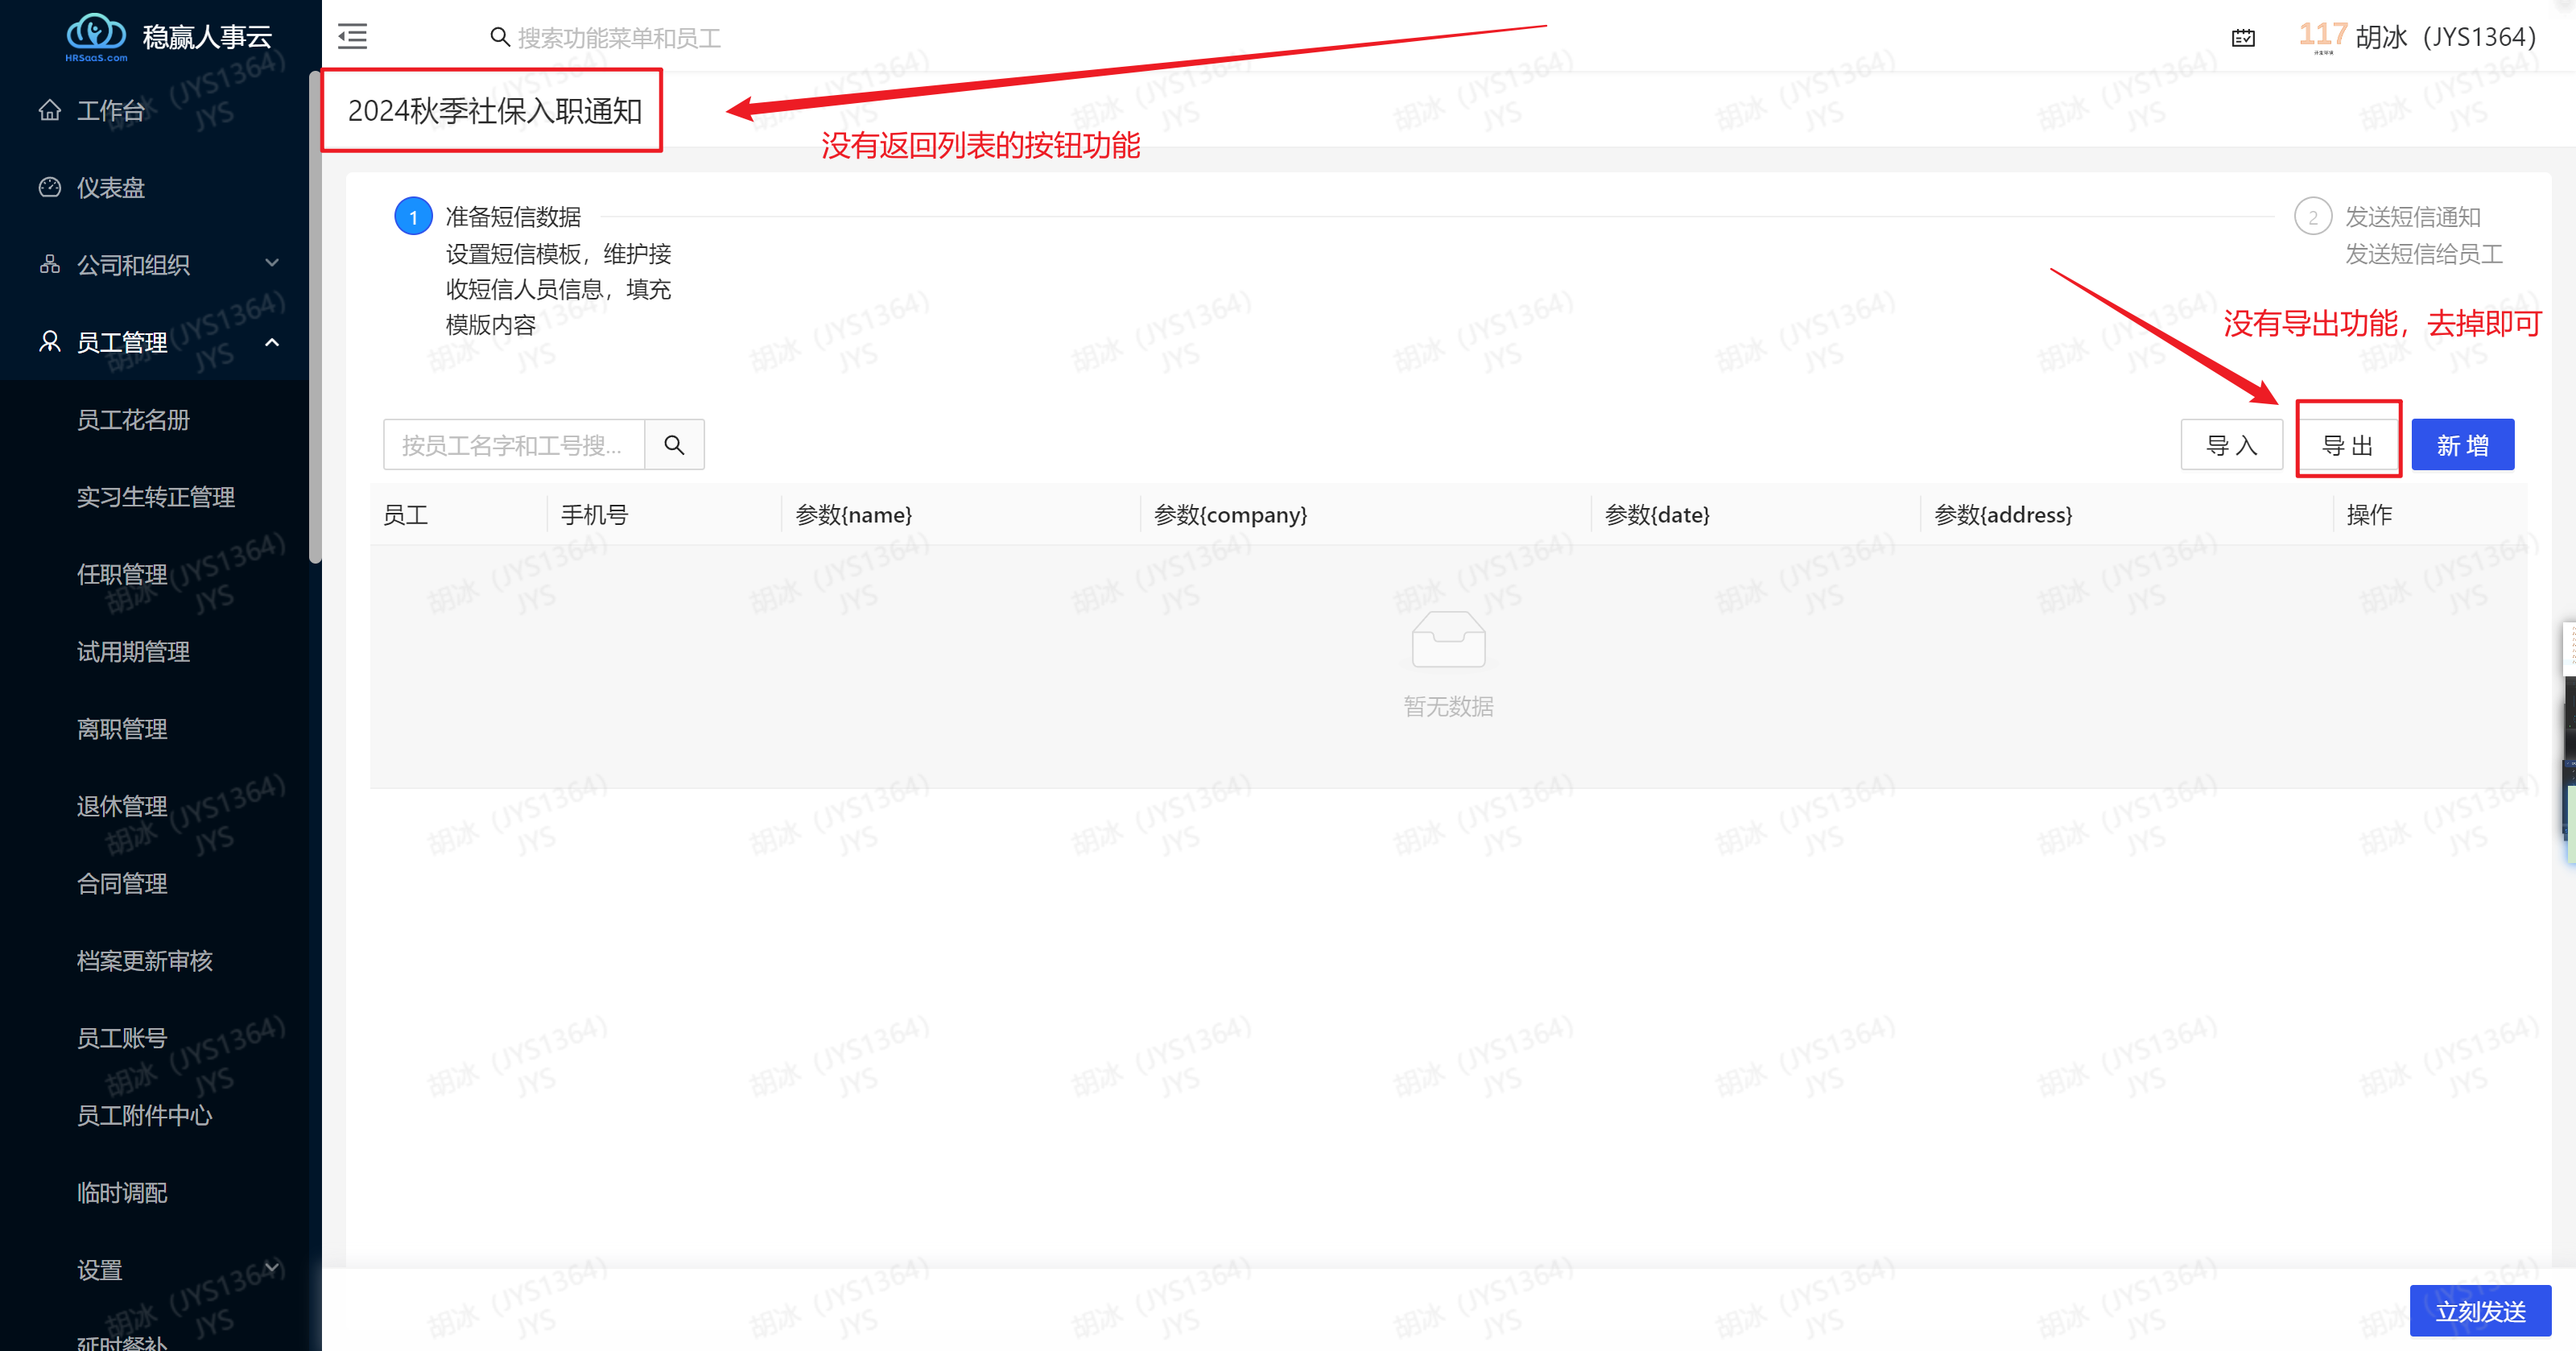 稳赢人事云
HRSaaS.com
搜索功能菜单和员工
117
胡冰（JYS1364）
工作台
仪表盘
公司和组织
员工管理
员工花名册
实习生转正管理
任职管理
试用期管理
离职管理
退休管理
合同管理
档案更新审核
员工账号
员工附件中心
临时调配
设置
延时餐补
2024秋季社保入职通知
没有返回列表的按钮功能
1
准备短信数据
设置短信模板，维护接
收短信人员信息，填充
模版内容
2
发送短信通知
发送短信给员工
没有导出功能，去掉即可
按员工名字和工号搜...
导入
导出
新增
员工
手机号
参数{name}
参数{company}
参数{date}
参数{address}
操作
暂无数据
立刻发送
胡冰（JYS1364）
JYS